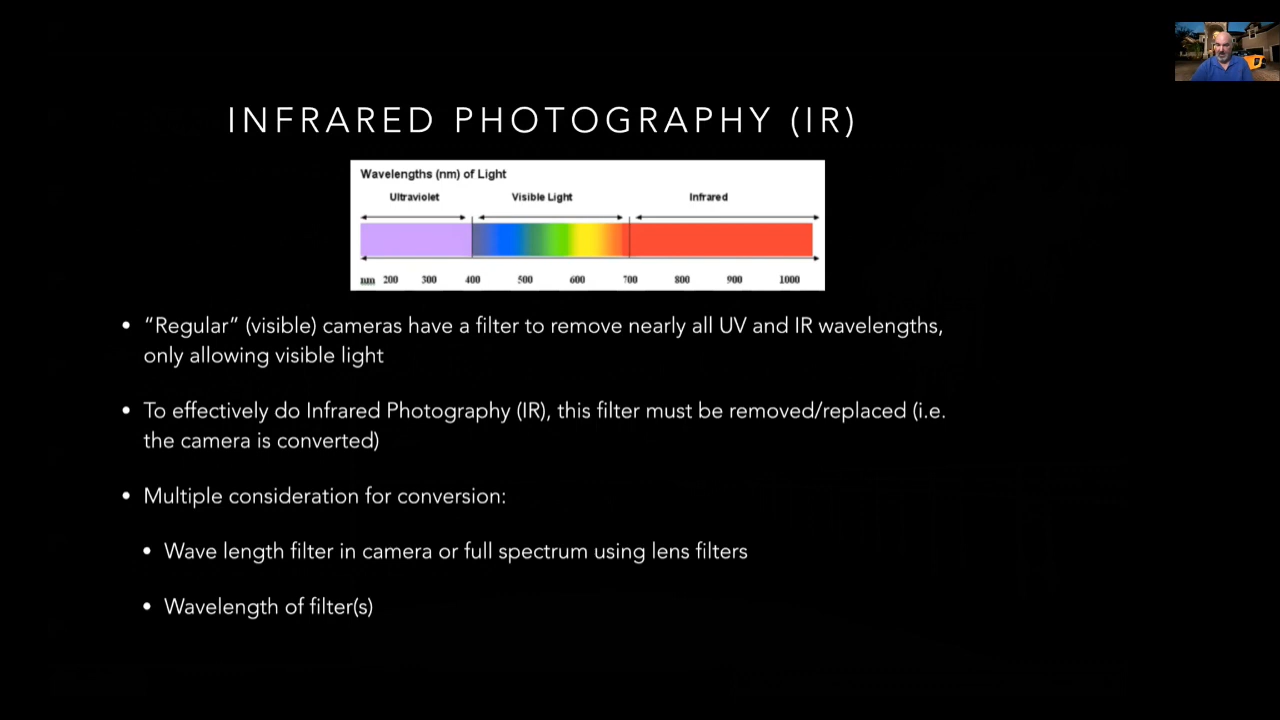 INFRARED PHOTOGRAPHY (IR)
Wavelengths (nm) of Light
Ultraviolet Visible Light Infrared
nm 200 300 400 500 600 700 800 900 1000
• “Regular” (visible) cameras have a filter to remove nearly all UV and IR wavelengths,
only allowing visible light
• To effectively do Infrared Photography (IR), this filter must be removed/replaced (i.e.
the camera is converted)
• Multiple consideration for conversion:
• Wave length filter in camera or full spectrum using lens filters
• Wavelength of filter(s)